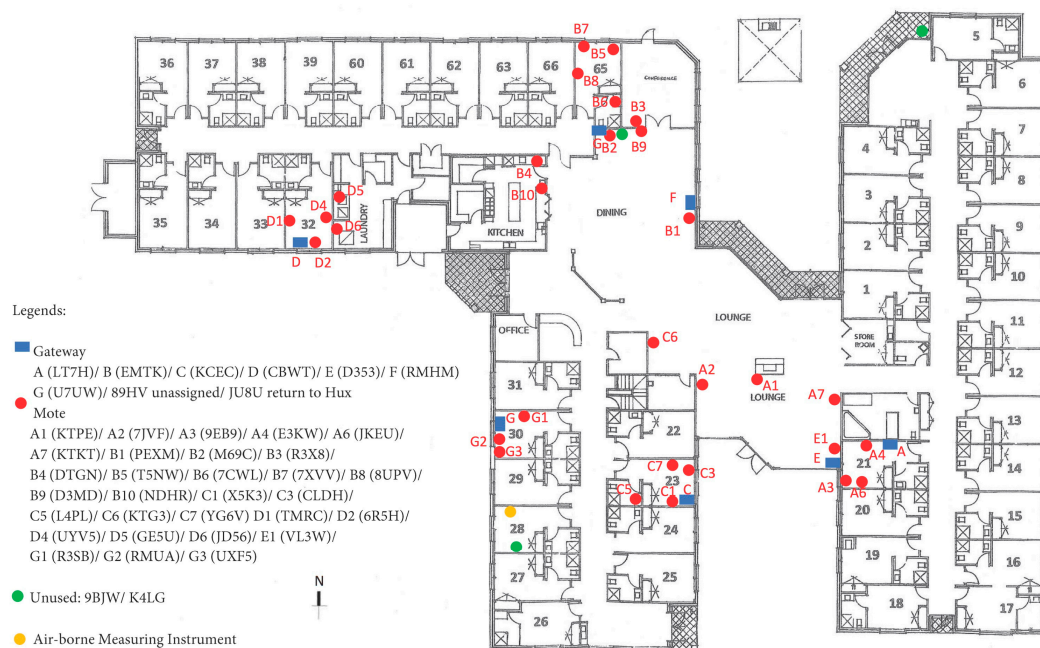 B7
5
36
37
38
39
60
61
62
63
66
B5
65
B8
CONFERENCE
6
B6
B3
7
G
B2
B9
4
B4
8
D5
B10
3
F
D4
9
D1
33
32
DINING
B1
35
34
D6
LAUNDRY
KITCHEN
2
D
D2
10
1
Legends:
OFFICE
LOUNGE
11
STORE
ROOM
C6
Gateway
12
A (LT7H)/ B (EMTK)/ C (KCEC)/ D (CBWT)/ E (D353)/ F (RMHM)
31
A2
A1
G (U7UW)/ 89HV unassigned/ JU8U return to Hux
LOUNGE
A7
Mote
G
G1
13
A1 (KTPE)/ A2 (7JVF)/ A3 (9EB9)/ A4 (E3KW)/ A6 (JKEU)/
30
22
G2
E1
A7 (KTKT)/ B1 (PEXM)/ B2 (M69C)/ B3 (R3X8)/
G3
A4
A
21
14
B4 (DTGN)/ B5 (T5NW)/ B6 (7CWL)/ B7 (7XVV)/ B8 (8UPV)/
29
C7
C3
E
23
B9 (D3MD)/ B10 (NDHR)/ C1 (X5K3)/ C3 (CLDH)/
C5
C1
C
A3
A6
20
C5 (L4PL)/ C6 (KTG3)/ C7 (YG6V) D1 (TMRC)/ D2 (6R5H)/
28
24
15
D4 (UYV5)/ D5 (GE5U)/ D6 (JD56)/ E1 (VL3W)/
G1 (R3SB)/ G2 (RMUA)/ G3 (UXF5)
19
16
27
25
N
Unused: 9BJW/ K4LG
18
17
26
Air-borne Measuring Instrument